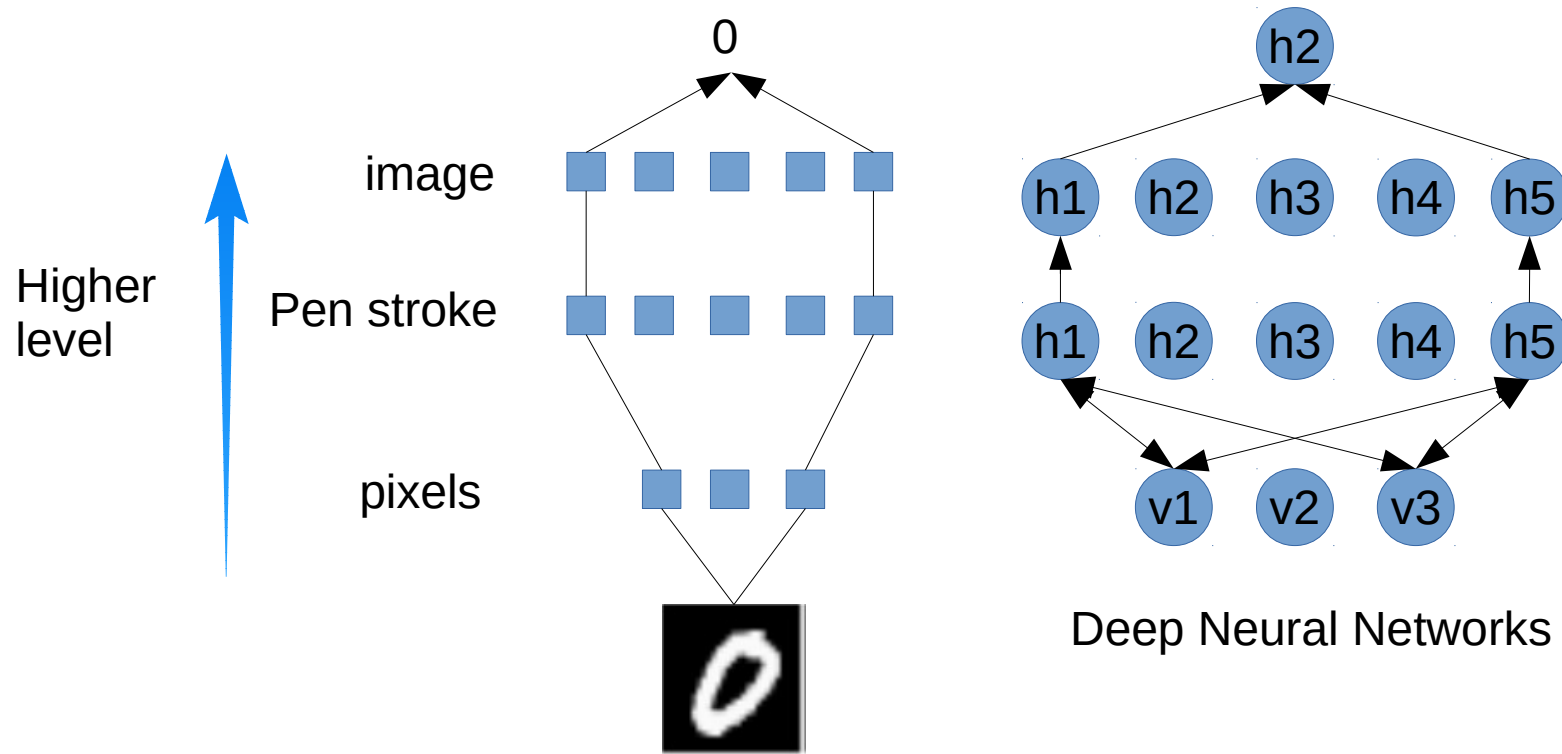 0
h2
image
h1 h2 h3 h4 h5
Higher
level
Pen stroke
h1 h2 h3 h4 h5
pixels
v1 v2 v3
Deep Neural Networks
0